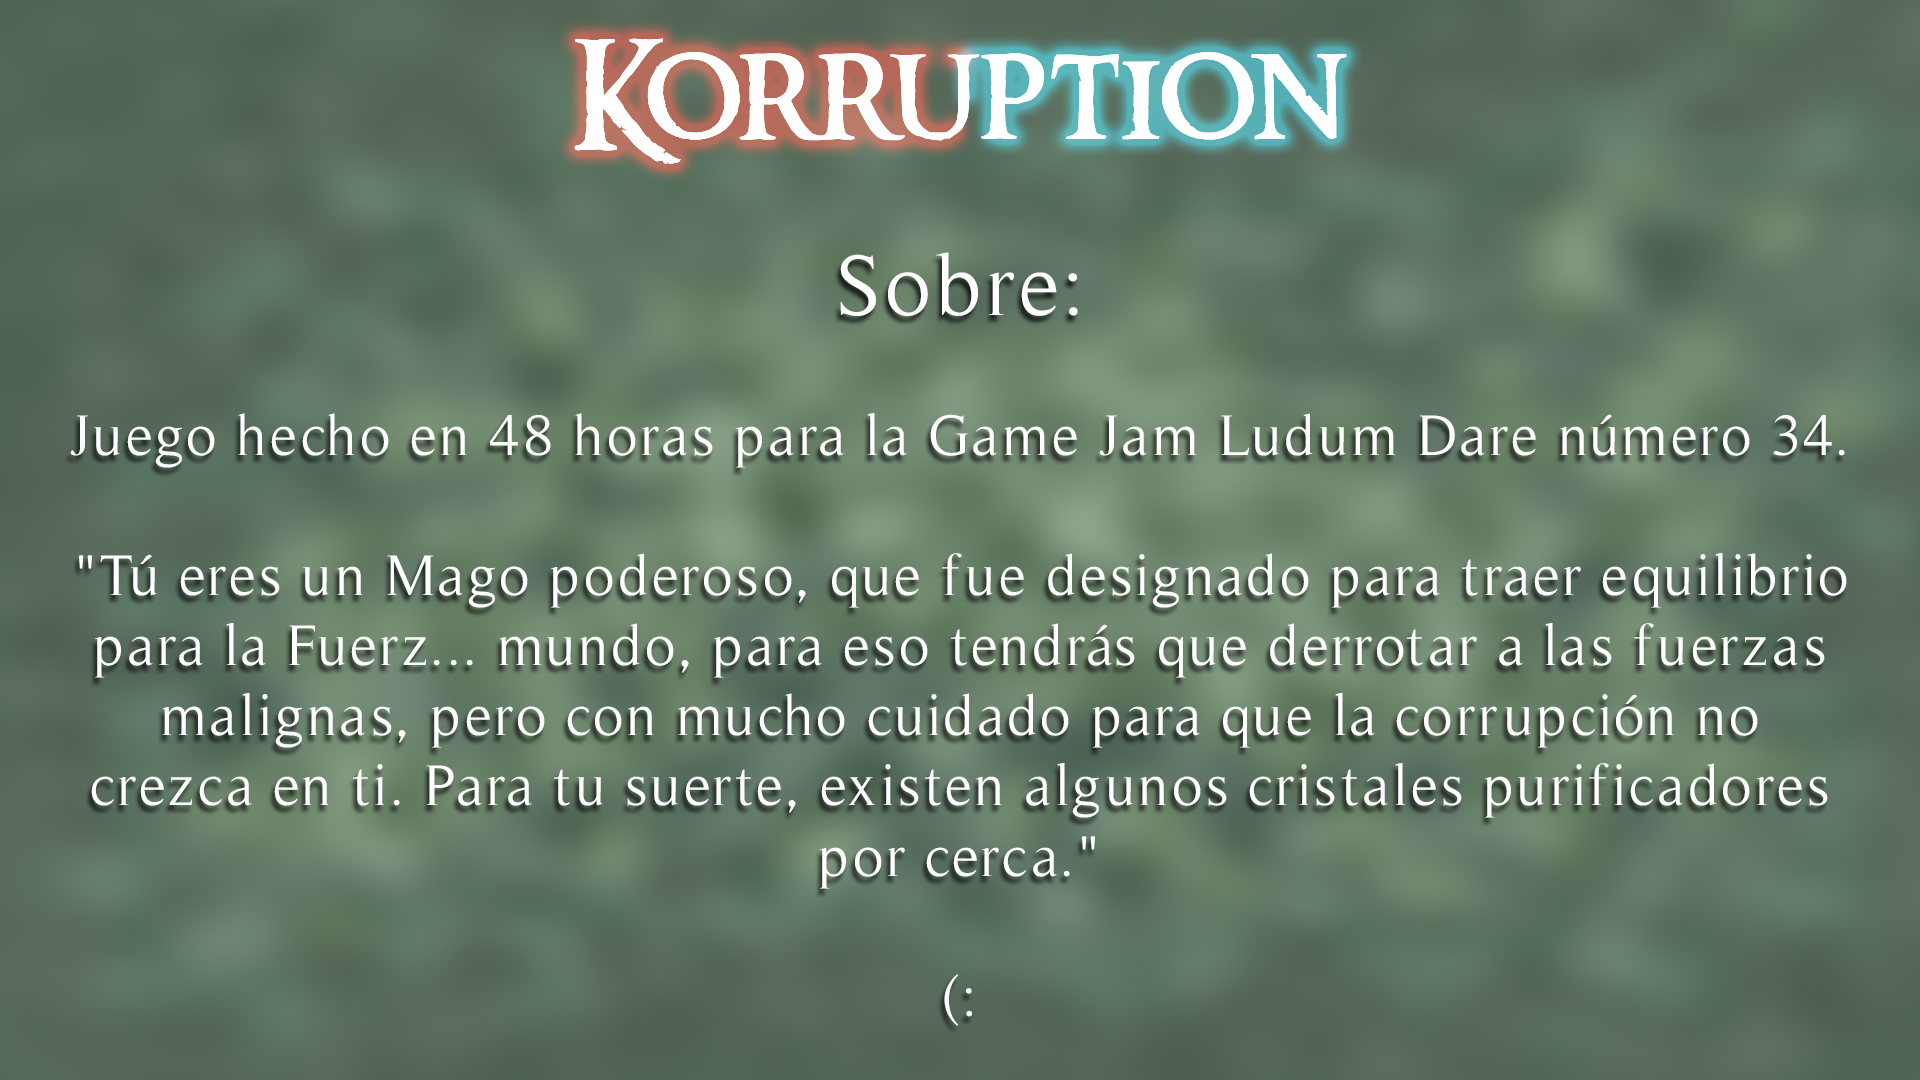 KORRUPTION
Sobre:
Juego hecho en 48 horas para la Game Jam Ludum Dare número 34.
"Tú eres un Mago poderoso, que fue designado para traer equilibrio
para la Fuerz... mundo, para eso tendrás que derrotar a las fuerzas
malignas, pero con mucho cuidado para que la corrupción no
crezca en ti. Para tu suerte, existen algunos cristales purificadores
por cerca."
(: